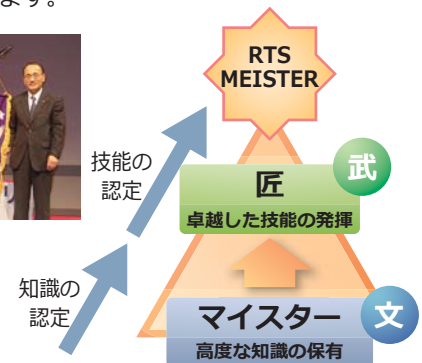 ます。
RTS
MEISTER
技能の
認定
武
匠
卓越した技能の発揮
知識の
認定
マイスター
文
高度な知識の保有